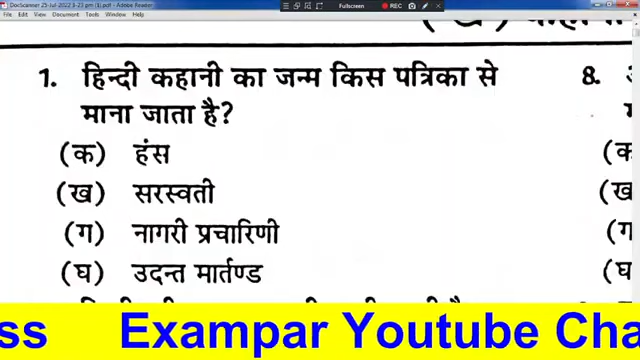 DocScanner 25-Jul-2022 3-23 pm (1).pdf - Adobe Reader
File Edit View Document Tools Window Help
Fullscreen
REC
1. हिन्दी कहानी का जन्म किस पत्रिका से
माना जाता है?
(क) हंस
(ख) सरस्वती
(ग) नागरी प्रचारिणी
(घ) उदन्त मार्तण्ड
8.
(क
(ख
(ग
(घ
ss Exampar Youtube Cha